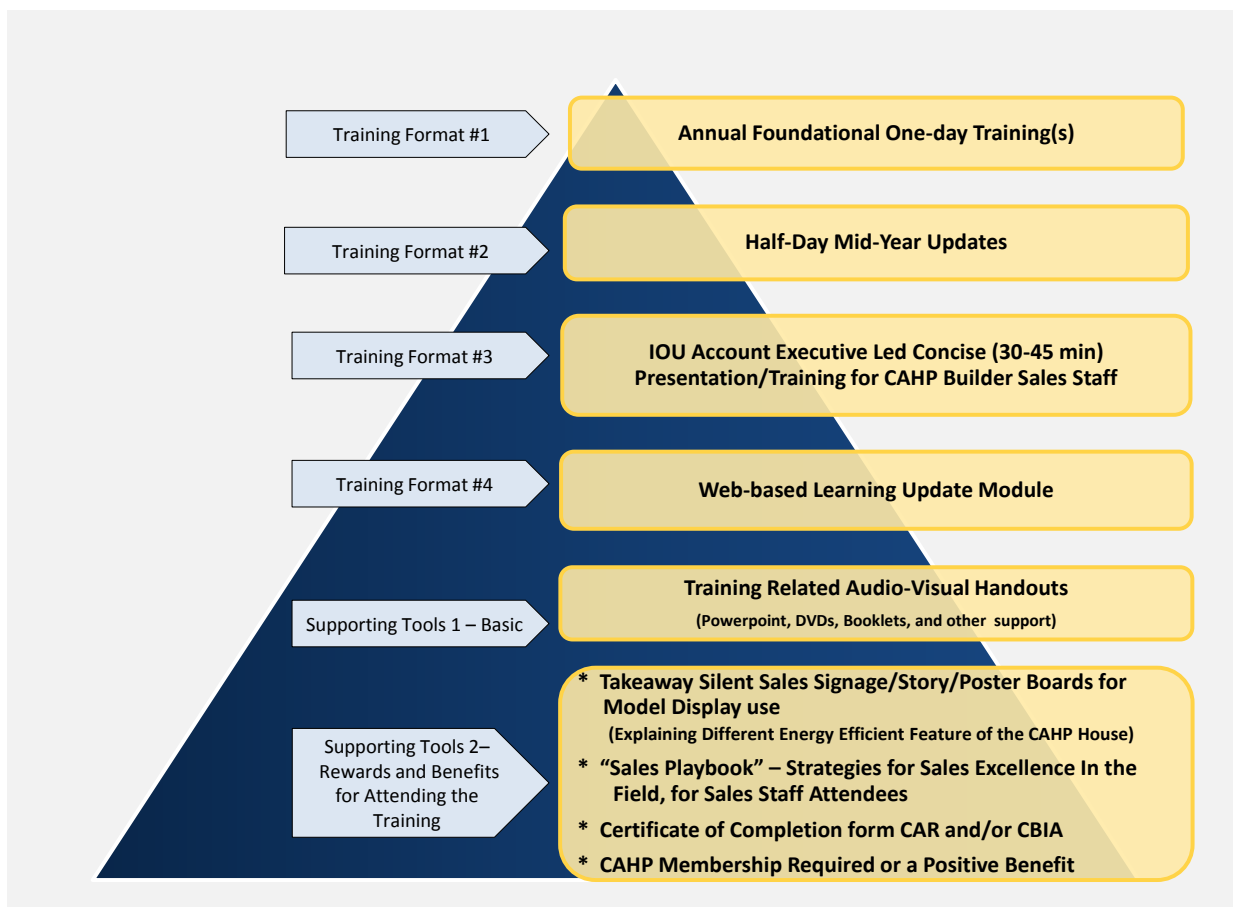 Training Format #1
Annual Foundational One-day Training(s)
Training Format #2
Half-Day Mid-Year Updates
Training Format #3
IOU Account Executive Led Concise (30-45 min)
Presentation/Training for CAHP Builder Sales Staff
Training Format #4
Web-based Learning Update Module
Supporting Tools 1 – Basic
Training Related Audio-Visual Handouts
(Powerpoint, DVDs, Booklets, and other support)
Supporting Tools 2–
Rewards and Benefits
for Attending the
Training
* Takeaway Silent Sales Signage/Story/Poster Boards for
Model Display use
(Explaining Different Energy Efficient Feature of the CAHP House)
* “Sales Playbook” – Strategies for Sales Excellence In the
Field, for Sales Staff Attendees
* Certificate of Completion form CAR and/or CBIA
* CAHP Membership Required or a Positive Benefit